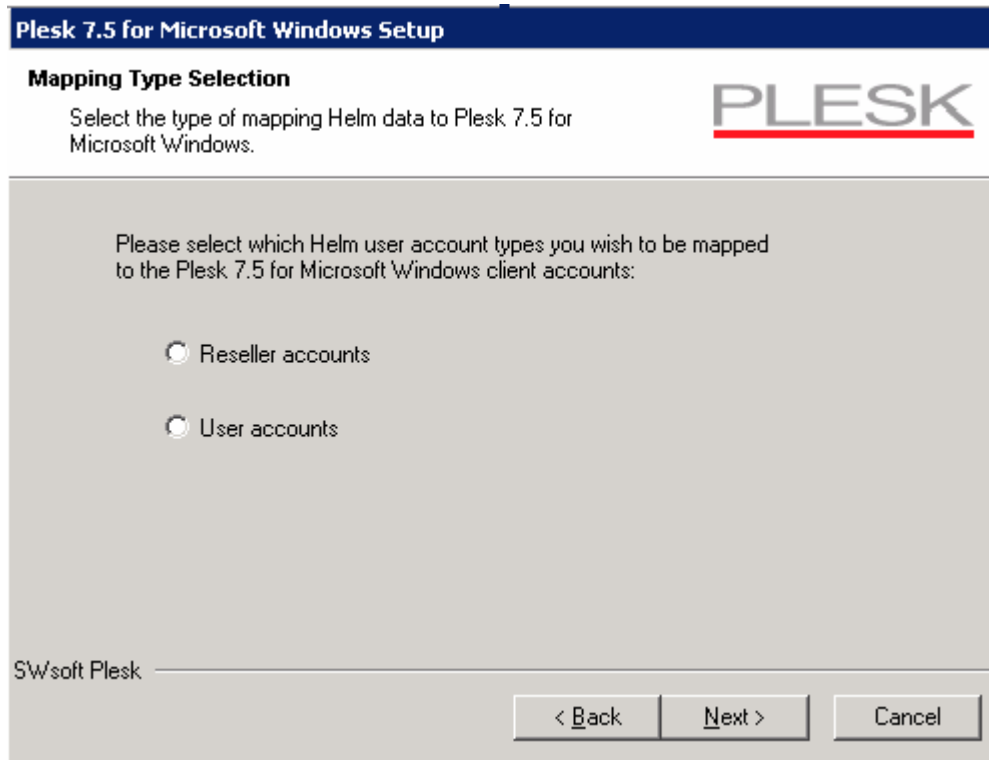 Plesk 7.5 for Microsoft Windows Setup
Mapping Type Selection
Select the type of mapping Helm data to Plesk 7.5 for
Microsoft Windows.
PLESK
Please select which Helm user account types you wish to be mapped
to the Plesk 7.5 for Microsoft Windows client accounts:
Reseller accounts
User accounts
SWsoft Plesk
< Back Next > Cancel